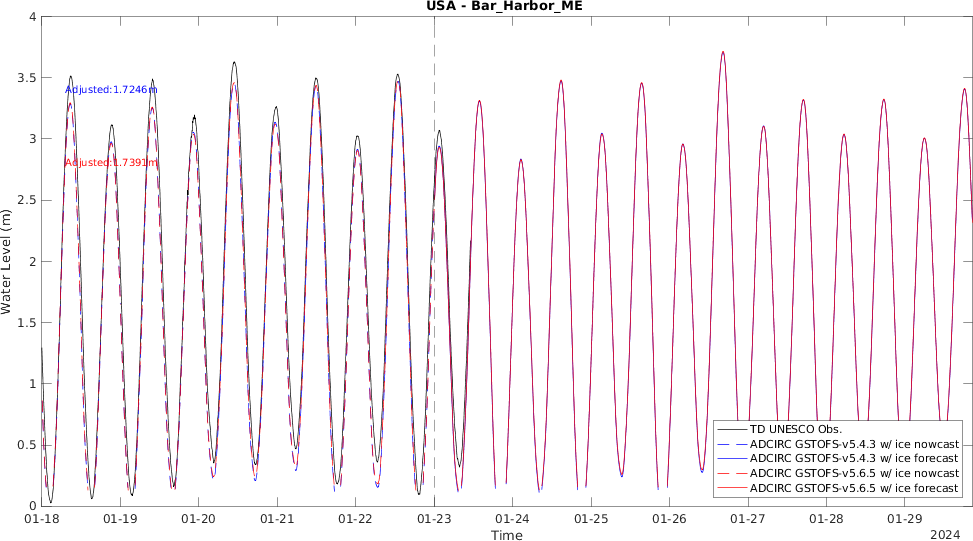 USA - Bar_Harbor_ME
4
3.5
3
2.5
2
1.5
1
0.5
0
Water Level (m)
Adjusted:1.7246m
Adjusted:1.7391m
TD UNESCO Obs.
ADCIRC GSTOFS-v5.4.3 w/ ice nowcast
ADCIRC GSTOFS-v5.4.3 w/ ice forecast
ADCIRC GSTOFS-v5.6.5 w/ ice nowcast
ADCIRC GSTOFS-v5.6.5 w/ ice forecast
01-18 01-19 01-20 01-21 01-22 01-23 01-24 01-25 01-26 01-27 01-28 01-29
Time
2024